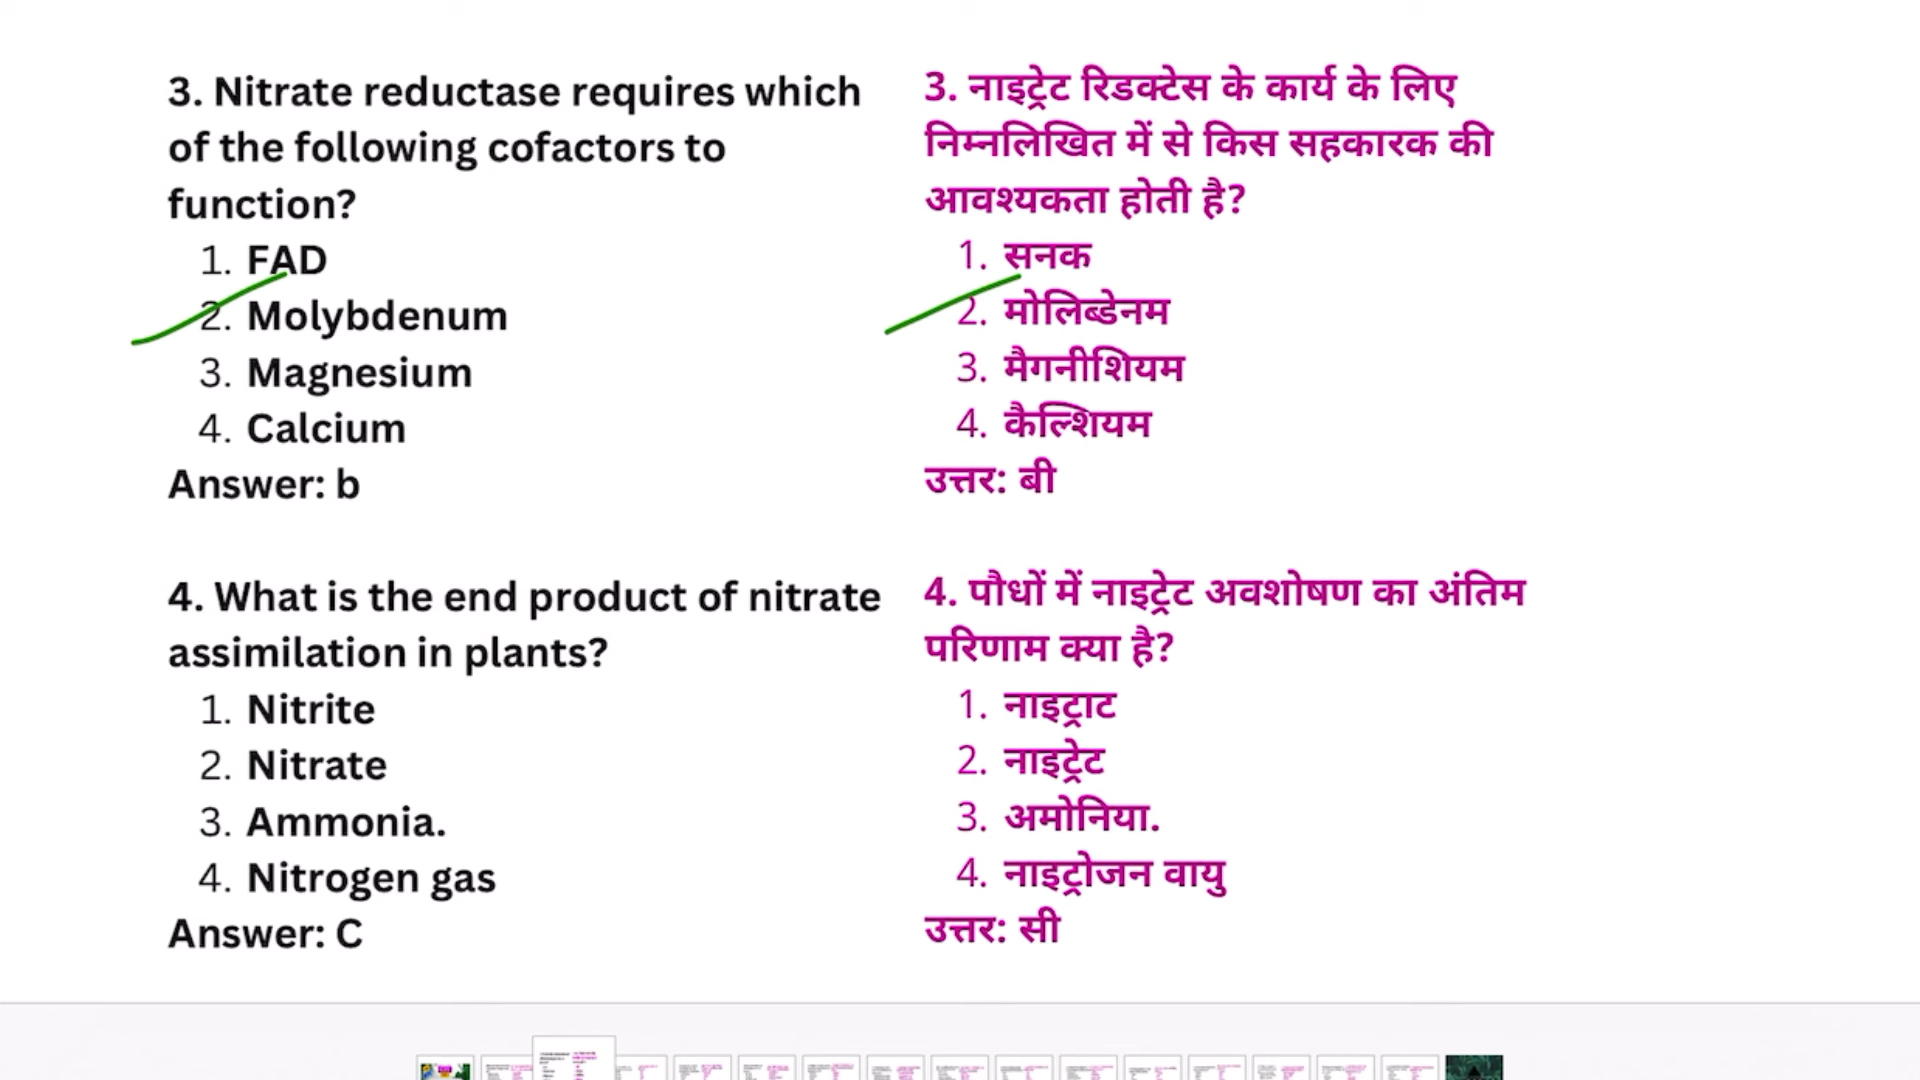 3. Nitrate reductase requires which
of the following cofactors to
function?
1. FAD
2. Molybdenum
3. Magnesium
4. Calcium
Answer: b
4. What is the end product of nitrate
assimilation in plants?
1. Nitrite
2. Nitrate
3. Ammonia.
4. Nitrogen gas
Answer: C
3. नाइट्रेट रिडक्टेस के कार्य के लिए
निम्नलिखित में से किस सहकारक की
आवश्यकता होती है?
1. सनक
2. मोलिब्डेनम
3. मैगनीशियम
4. कैल्शियम
उत्तर: बी
4. पौधों में नाइट्रेट अवशोषण का अंतिम
परिणाम क्या है?
1. नाइट्राट
2. नाइट्रेट
3. अमोनिया.
4. नाइट्रोजन वायु
उत्तर: सी